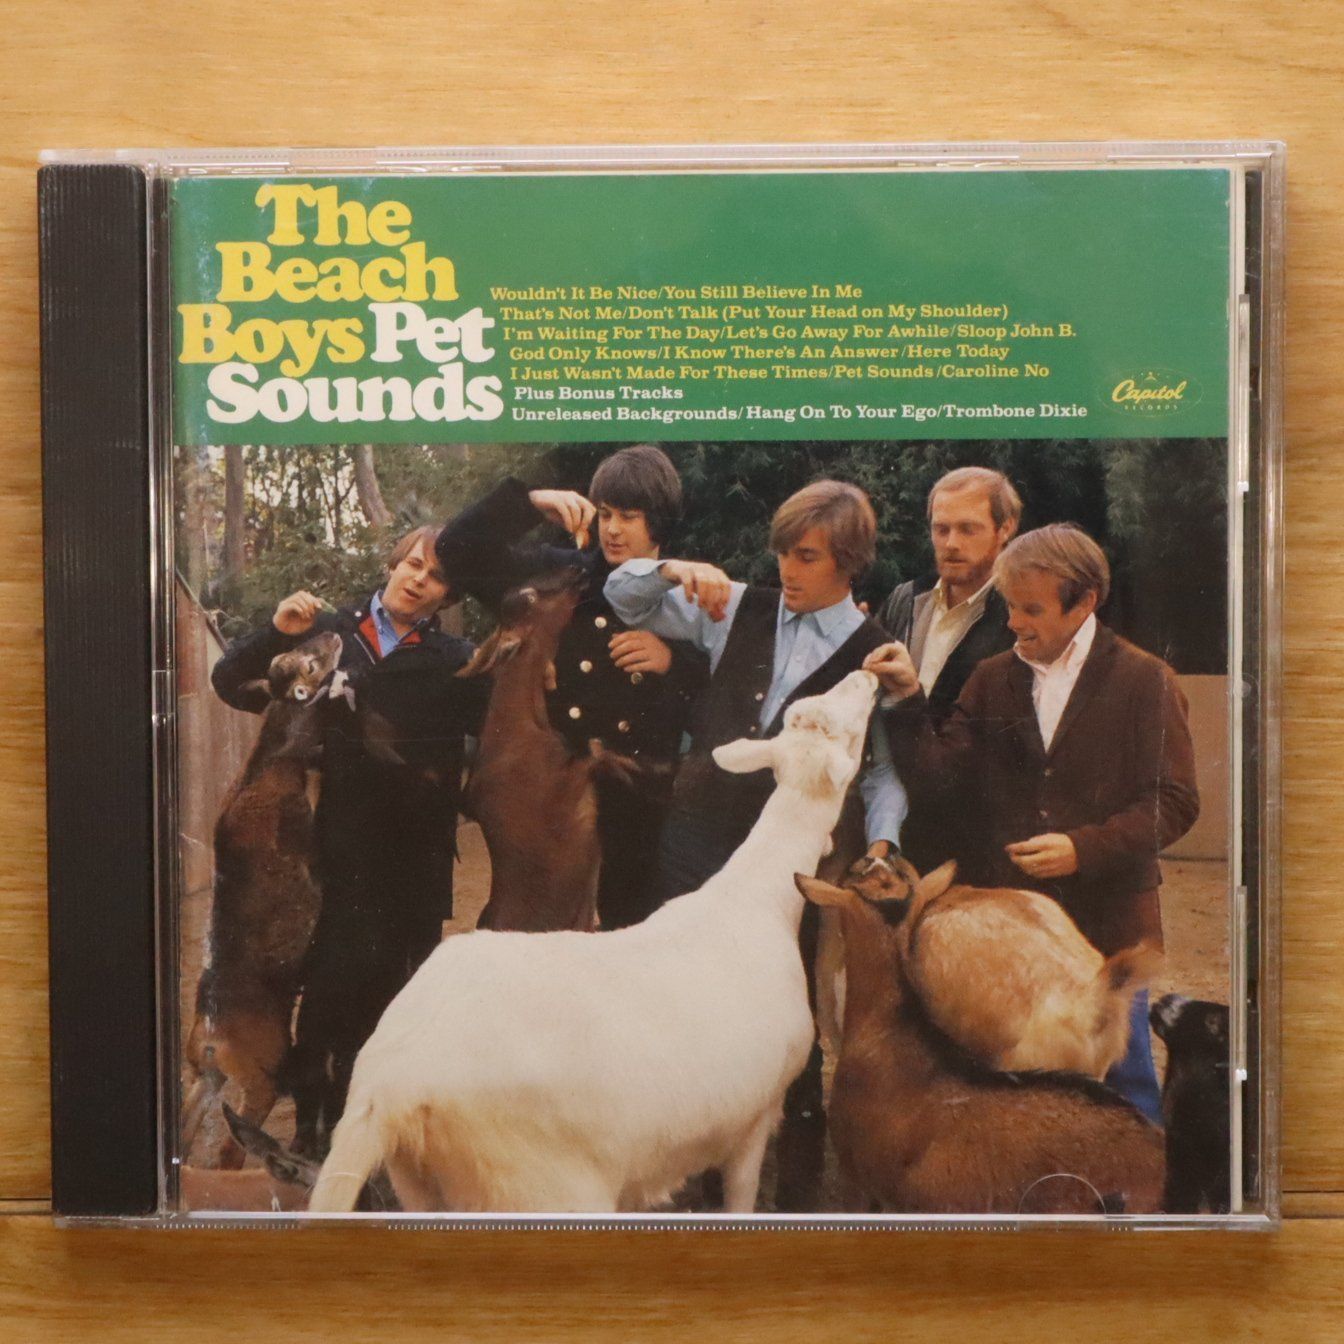 The
Beach
Boys Pet
Sounds
Wouldn't It Be Nice/You Still Believe In Me
That's Not Me/Don't Talk (Put Your Head on My Shoulder)
I'm Waiting For The Day/Let's Go Away For Awhile/Sloop John B.
God Only Knows/I Know There's An Answer/Here Today
I Just Wasn't Made For These Times/Pet Sounds/Caroline No
Plus Bonus Tracks
Unreleased Backgrounds/Hang On To Your Ego/Trombone Dixie
Capitol
RECORDS